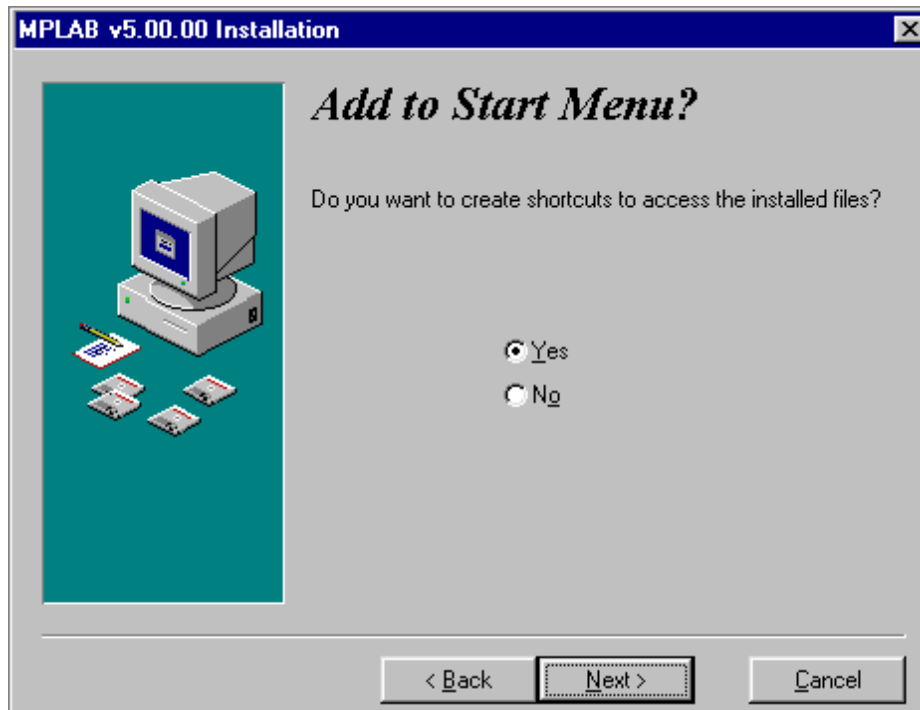 MPLAB v5.00.00 Installation
Add to Start Menu?
Do you want to create shortcuts to access the installed files?
Yes
No
< Back Next > Cancel